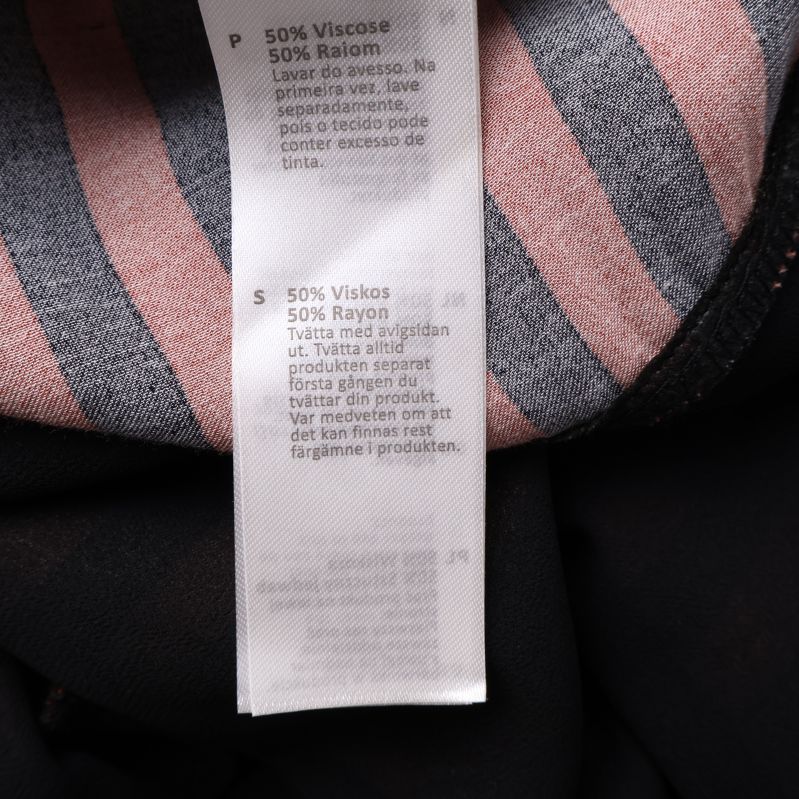 P 50% Viscose
50% Raiom
Lavar do avesso. Na
primeira vez, lave
separadamente,
pois o tecido pode
conter excesso de
tinta.
S 50% Viskos
50% Rayon
Tvätta med avigsidan
ut. Tvätta alltid
produkten separat
första gången du
tvättar din produkt.
Var medveten om att
det kan finnas rest
färgämne i produkten.